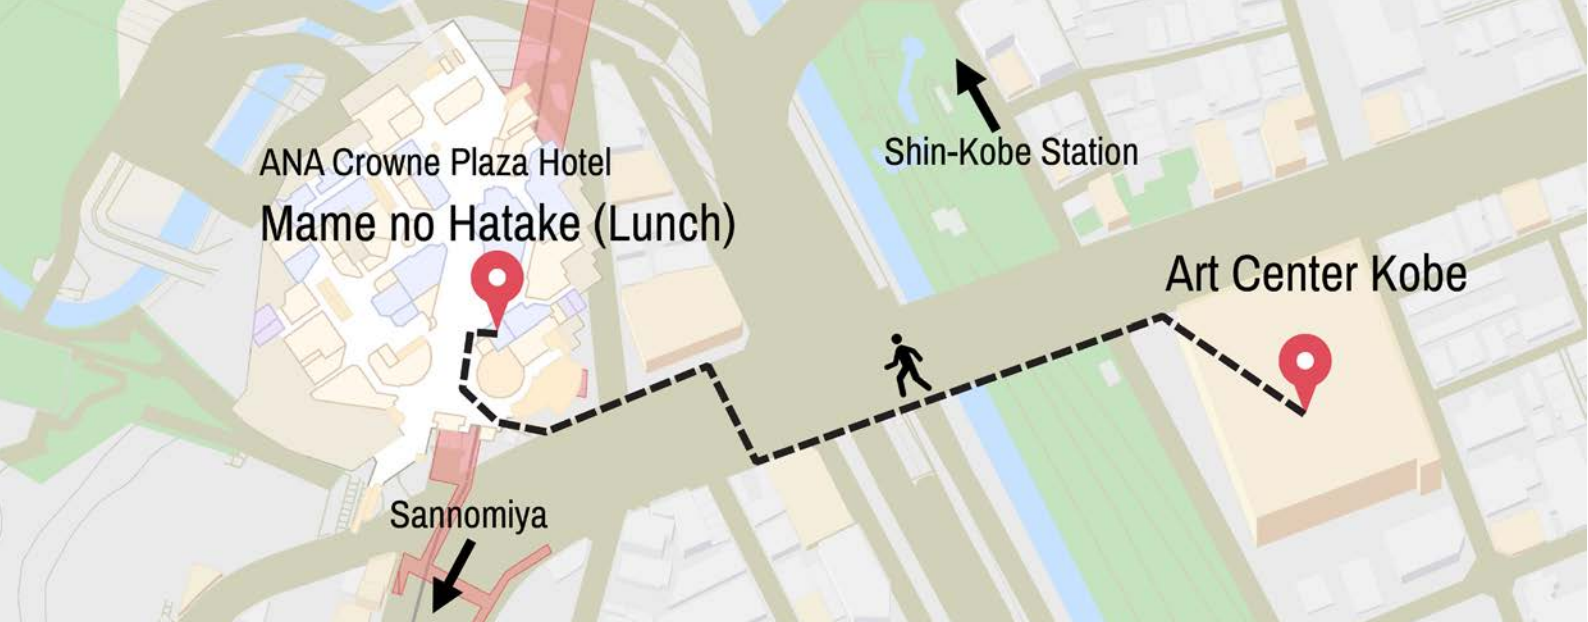 Shin-Kobe Station
ANA Crowne Plaza Hotel
Mame no Hatake (Lunch)
Art Center Kobe
Sannomiya